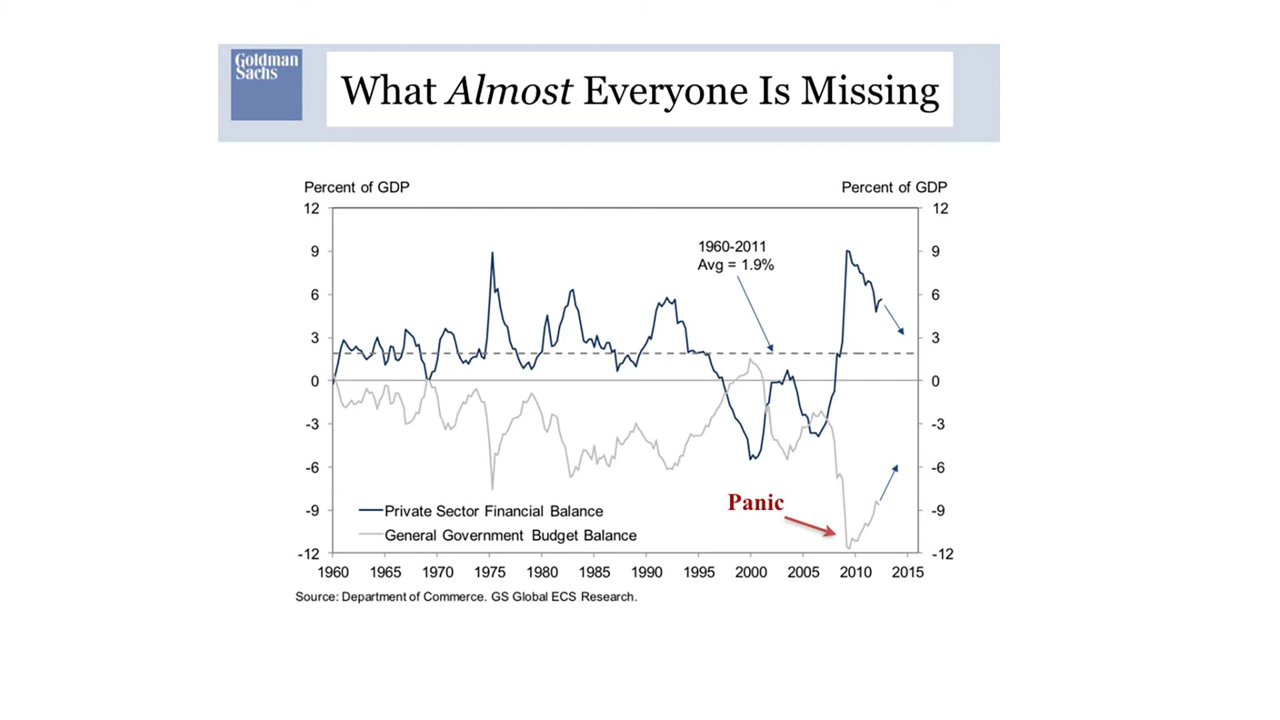 Goldman
Sachs
What Almost Everyone Is Missing
Percent of GDP
Percent of GDP
12
12
9
9
6
6
3
3
0
0
-3
-3
-6
-6
-9
-9
-12
-12
1960-2011
Avg = 1.9%
Panic
Private Sector Financial Balance
General Government Budget Balance
1960 1965 1970 1975 1980 1985 1990 1995 2000 2005 2010 2015
Source: Department of Commerce. GS Global ECS Research.